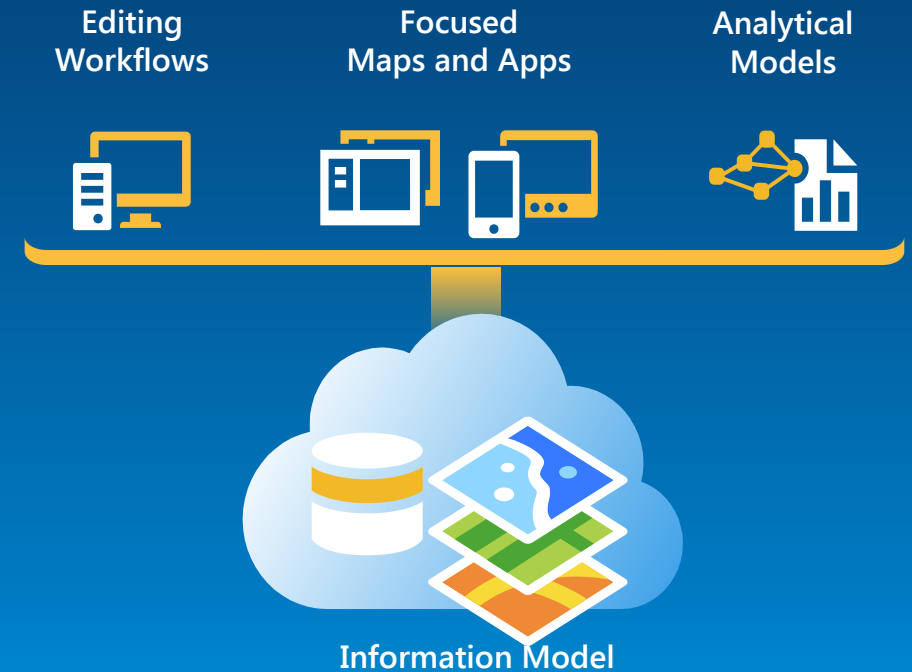 Editing
Workflows
Focused
Maps and Apps
Analytical
Models
Information Model